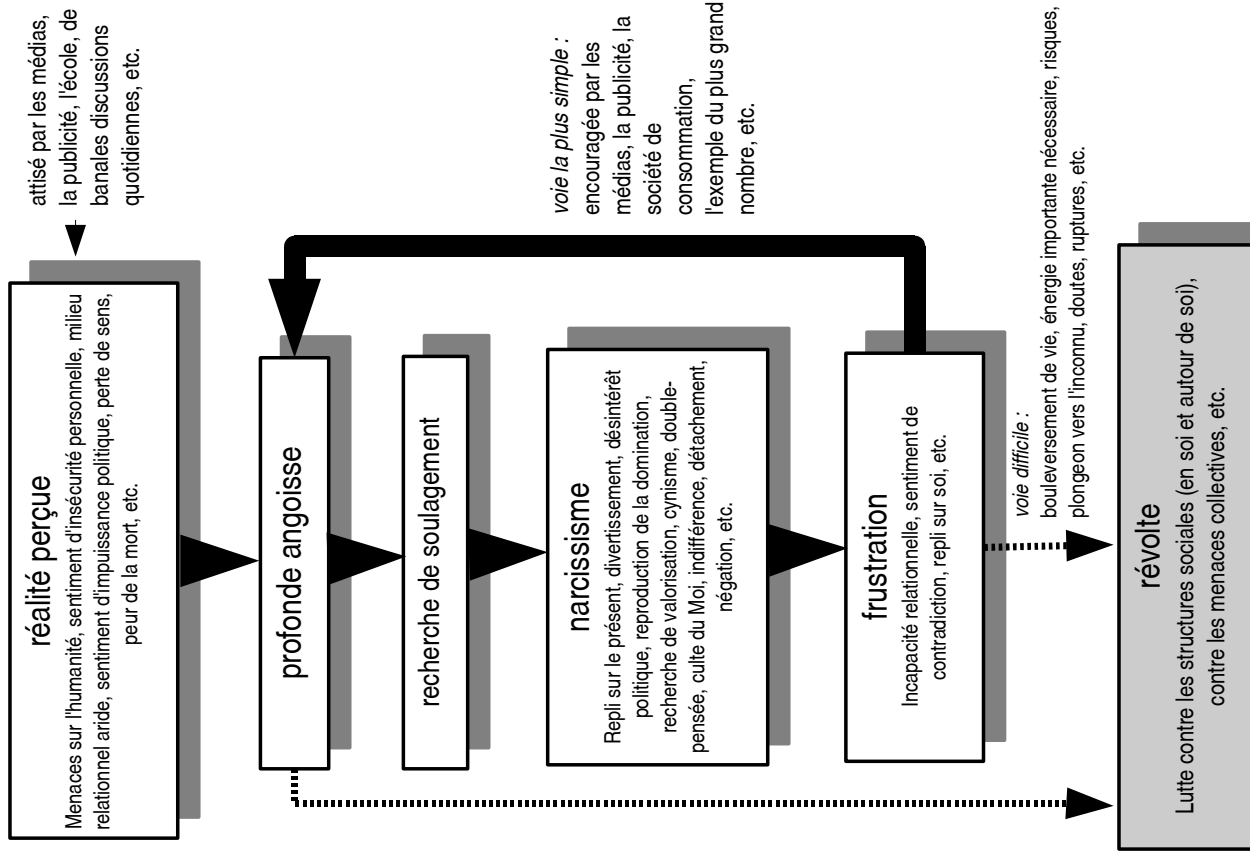 réalité perçue
Menaces sur l'humanité, sentiment d'insécurité personnelle, milieu
relationnel aride, sentiment d'impuissance politique, perte de sens,
peur de la mort, etc.
attisé par les médias,
la publicité, l'école, de
banales discussions
quotidiennes, etc.
profonde angoisse
recherche de soulagement
narcissisme
Repli sur le présent, divertissement, désintérêt
politique, reproduction de la domination,
recherche de valorisation, cynisme, double-
pensée, culte du Moi, indifférence, détachement,
négation, etc.
voie la plus simple :
encouragée par les
médias, la publicité, la
société de
consommation,
l'exemple du plus grand
nombre, etc.
frustration
Incapacité relationnelle, sentiment de
contradiction, repli sur soi, etc.
voie difficile :
bouleversement de vie, énergie importante nécessaire, risques,
plongeon vers l'inconnu, doutes, ruptures, etc.
révolte
Lutte contre les structures sociales (en soi et autour de soi),
contre les menaces collectives, etc.